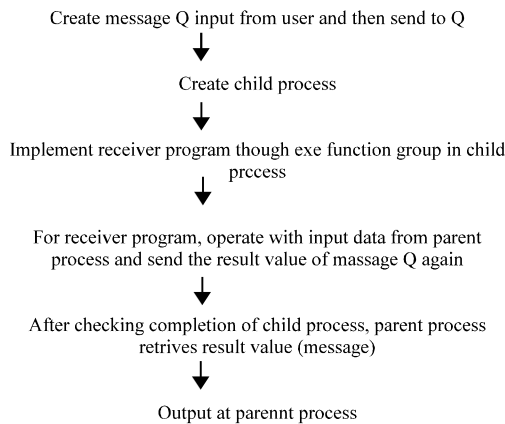 Create message Q input from user and then send to Q
Create child process
Implement receiver program though exe function group in child
prccess
For receiver program, operate with input data from parent
process and send the result value of massage Q again
After checking completion of child process, parent process
retrives result value (message)
Output at parennt process